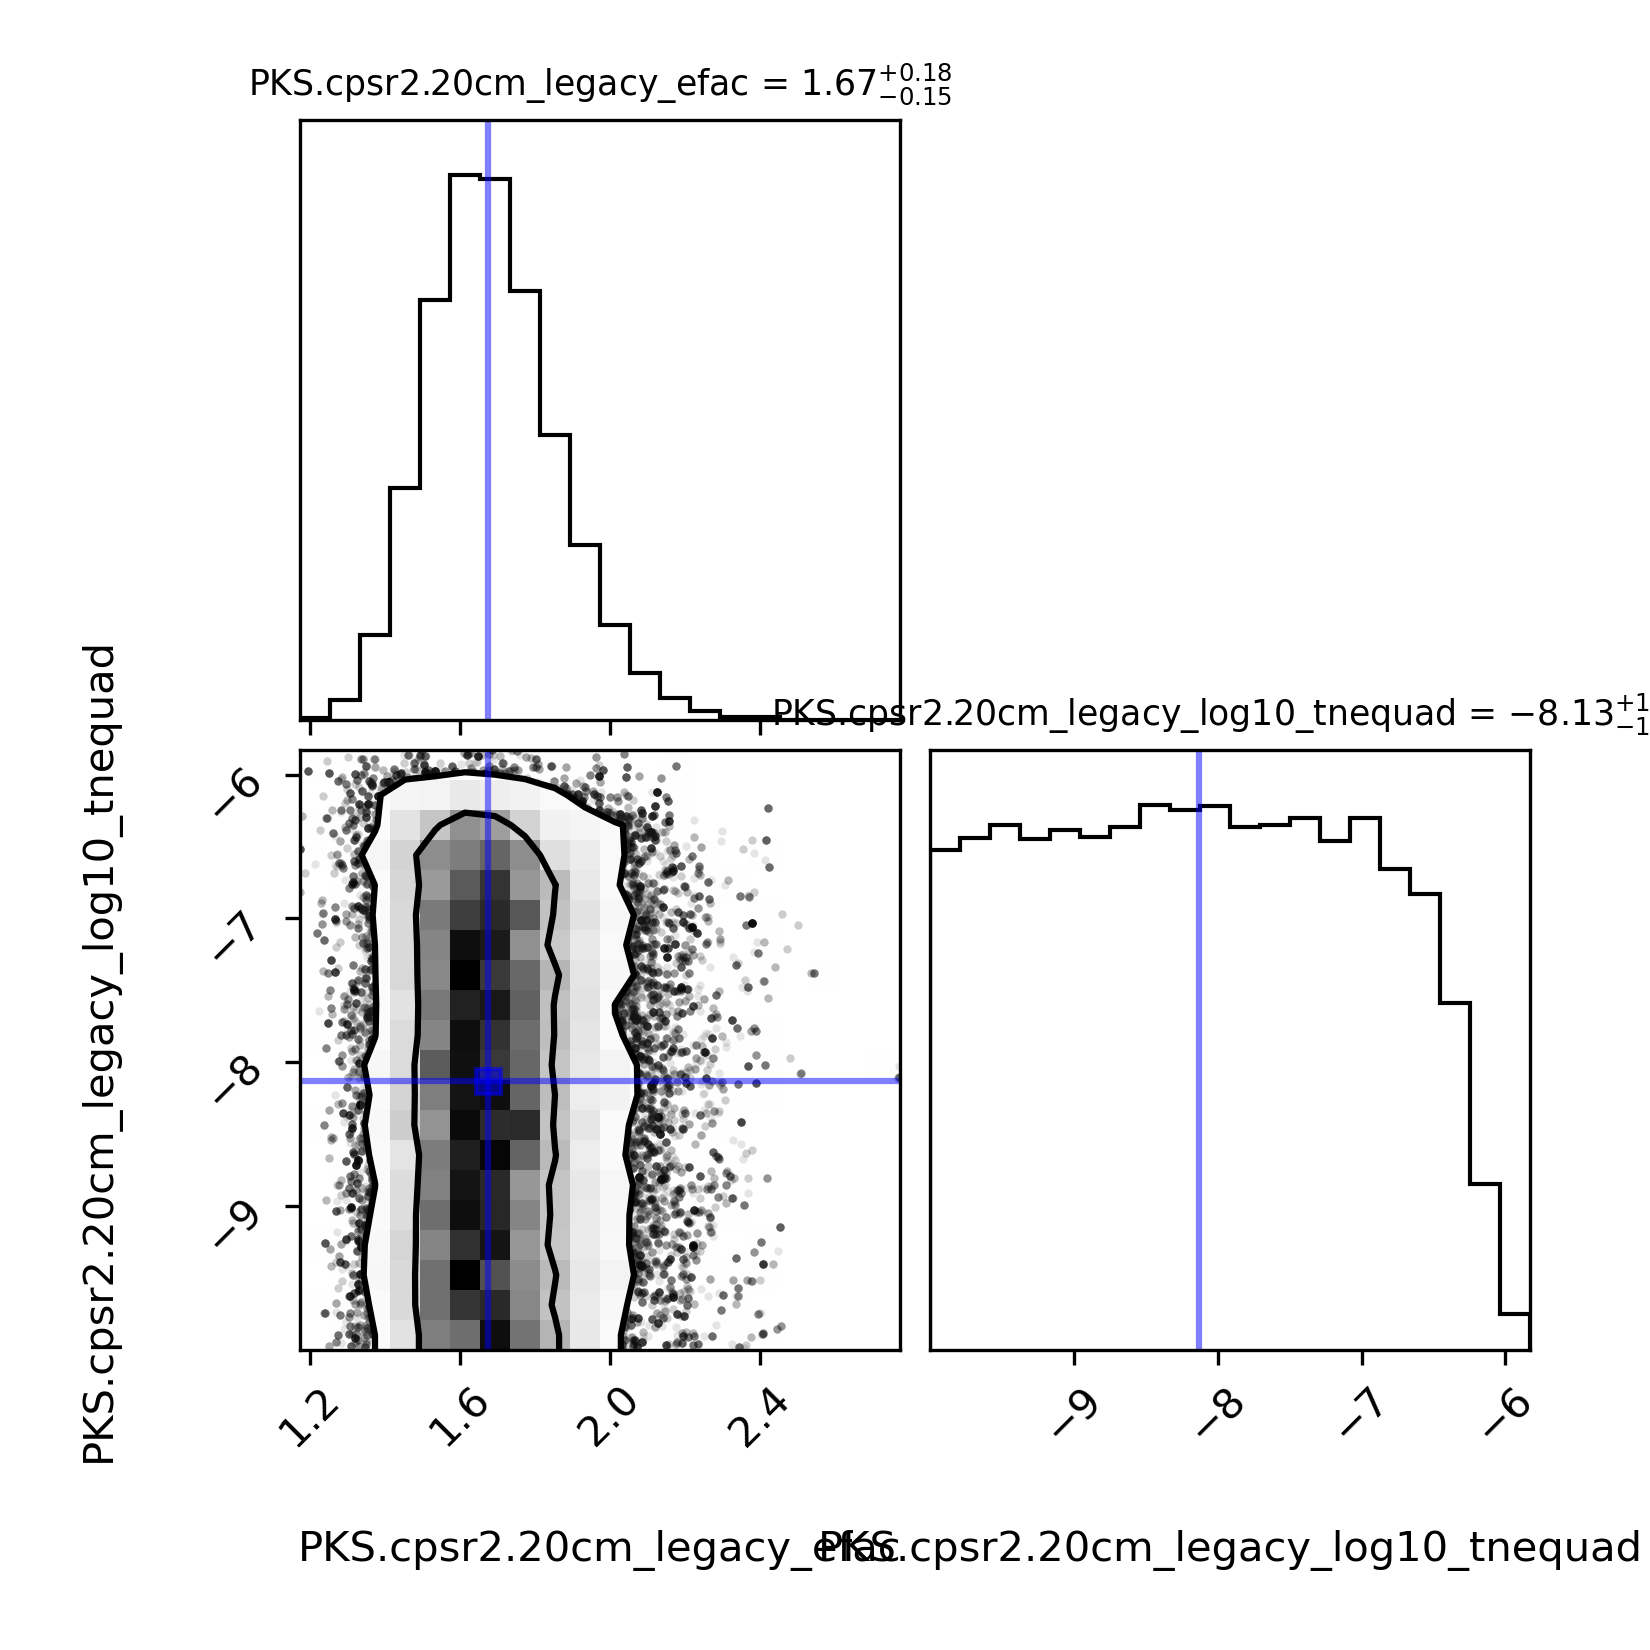 PKS.cpsr2.20cm_legacy_efac = 1.67+0.18−0.15
PKS.cpsr2.20cm_legacy_log10_tnequad = −8.13+1−1
PKS.cpsr2.20cm_legacy_log10_tnequad
−6
−7
−8
−9
1.2
1.6
2.0
2.4
−9
−8
−7
−6
PKS.cpsr2.20cm_legacy_efac
PKS.cpsr2.20cm_legacy_log10_tnequad